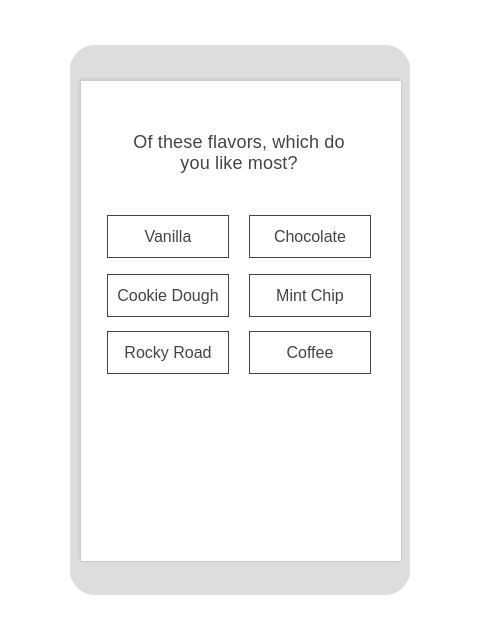 Of these flavors, which do
you like most?
Vanilla
Chocolate
Cookie Dough
Mint Chip
Rocky Road
Coffee